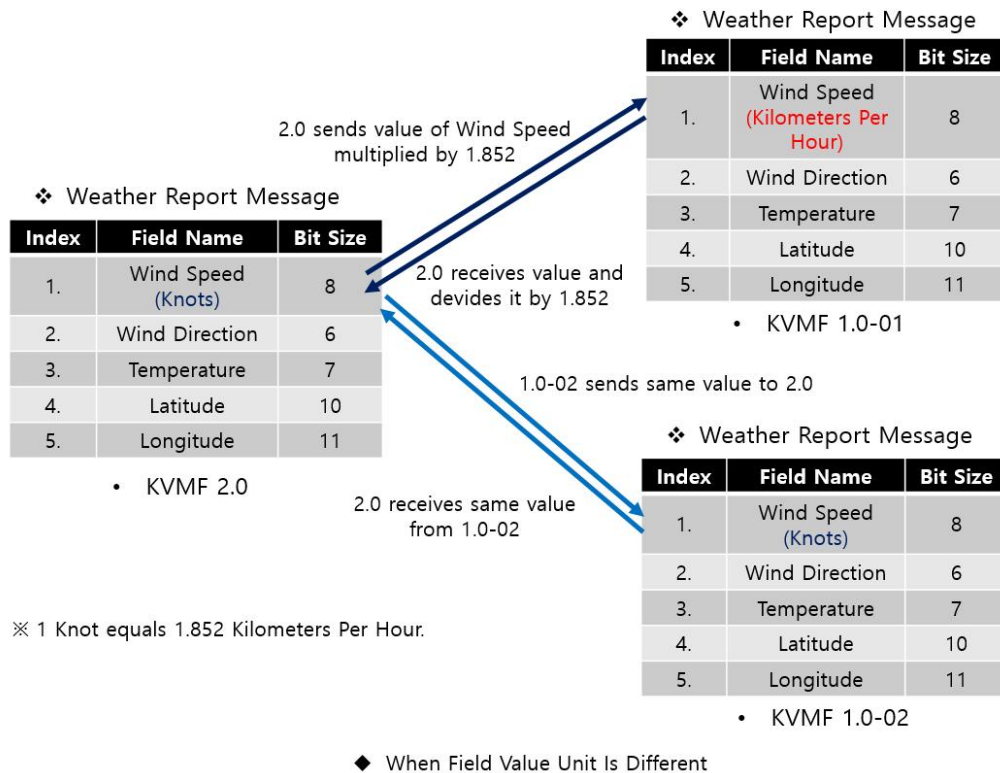 ❖ Weather Report Message
Index Field Name Bit Size
1. Wind Speed
(Kilometers Per
Hour) 8
2. Wind Direction 6
3. Temperature 7
4. Latitude 10
5. Longitude 11
• KVMF 1.0-01
2.0 sends value of Wind Speed
multiplied by 1.852
❖ Weather Report Message
Index Field Name Bit Size
1. Wind Speed
(Knots) 8
2. Wind Direction 6
3. Temperature 7
4. Latitude 10
5. Longitude 11
• KVMF 2.0
2.0 receives value and
devides it by 1.852
1.0-02 sends same value to 2.0
2.0 receives same value
from 1.0-02
❖ Weather Report Message
Index Field Name Bit Size
1. Wind Speed
(Knots) 8
2. Wind Direction 6
3. Temperature 7
4. Latitude 10
5. Longitude 11
• KVMF 1.0-02
※ 1 Knot equals 1.852 Kilometers Per Hour.
◆ When Field Value Unit Is Different